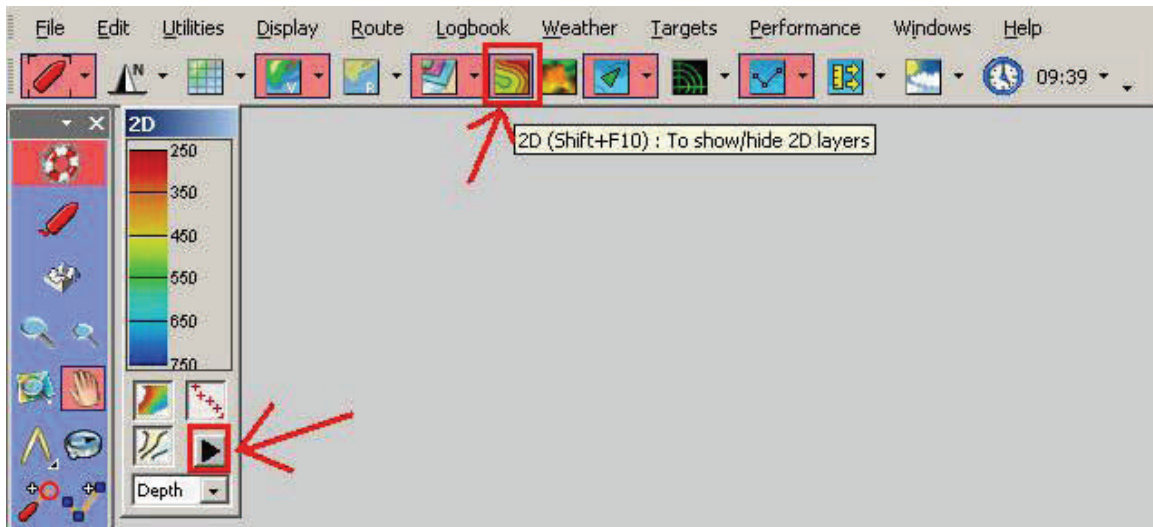 File Edit Utilities Display Route Logbook Weather Targets Performance Windows Help
N V R 09:39
2D
2D (Shift+F10) : To show/hide 2D layers
250
350
450
550
650
750
Depth